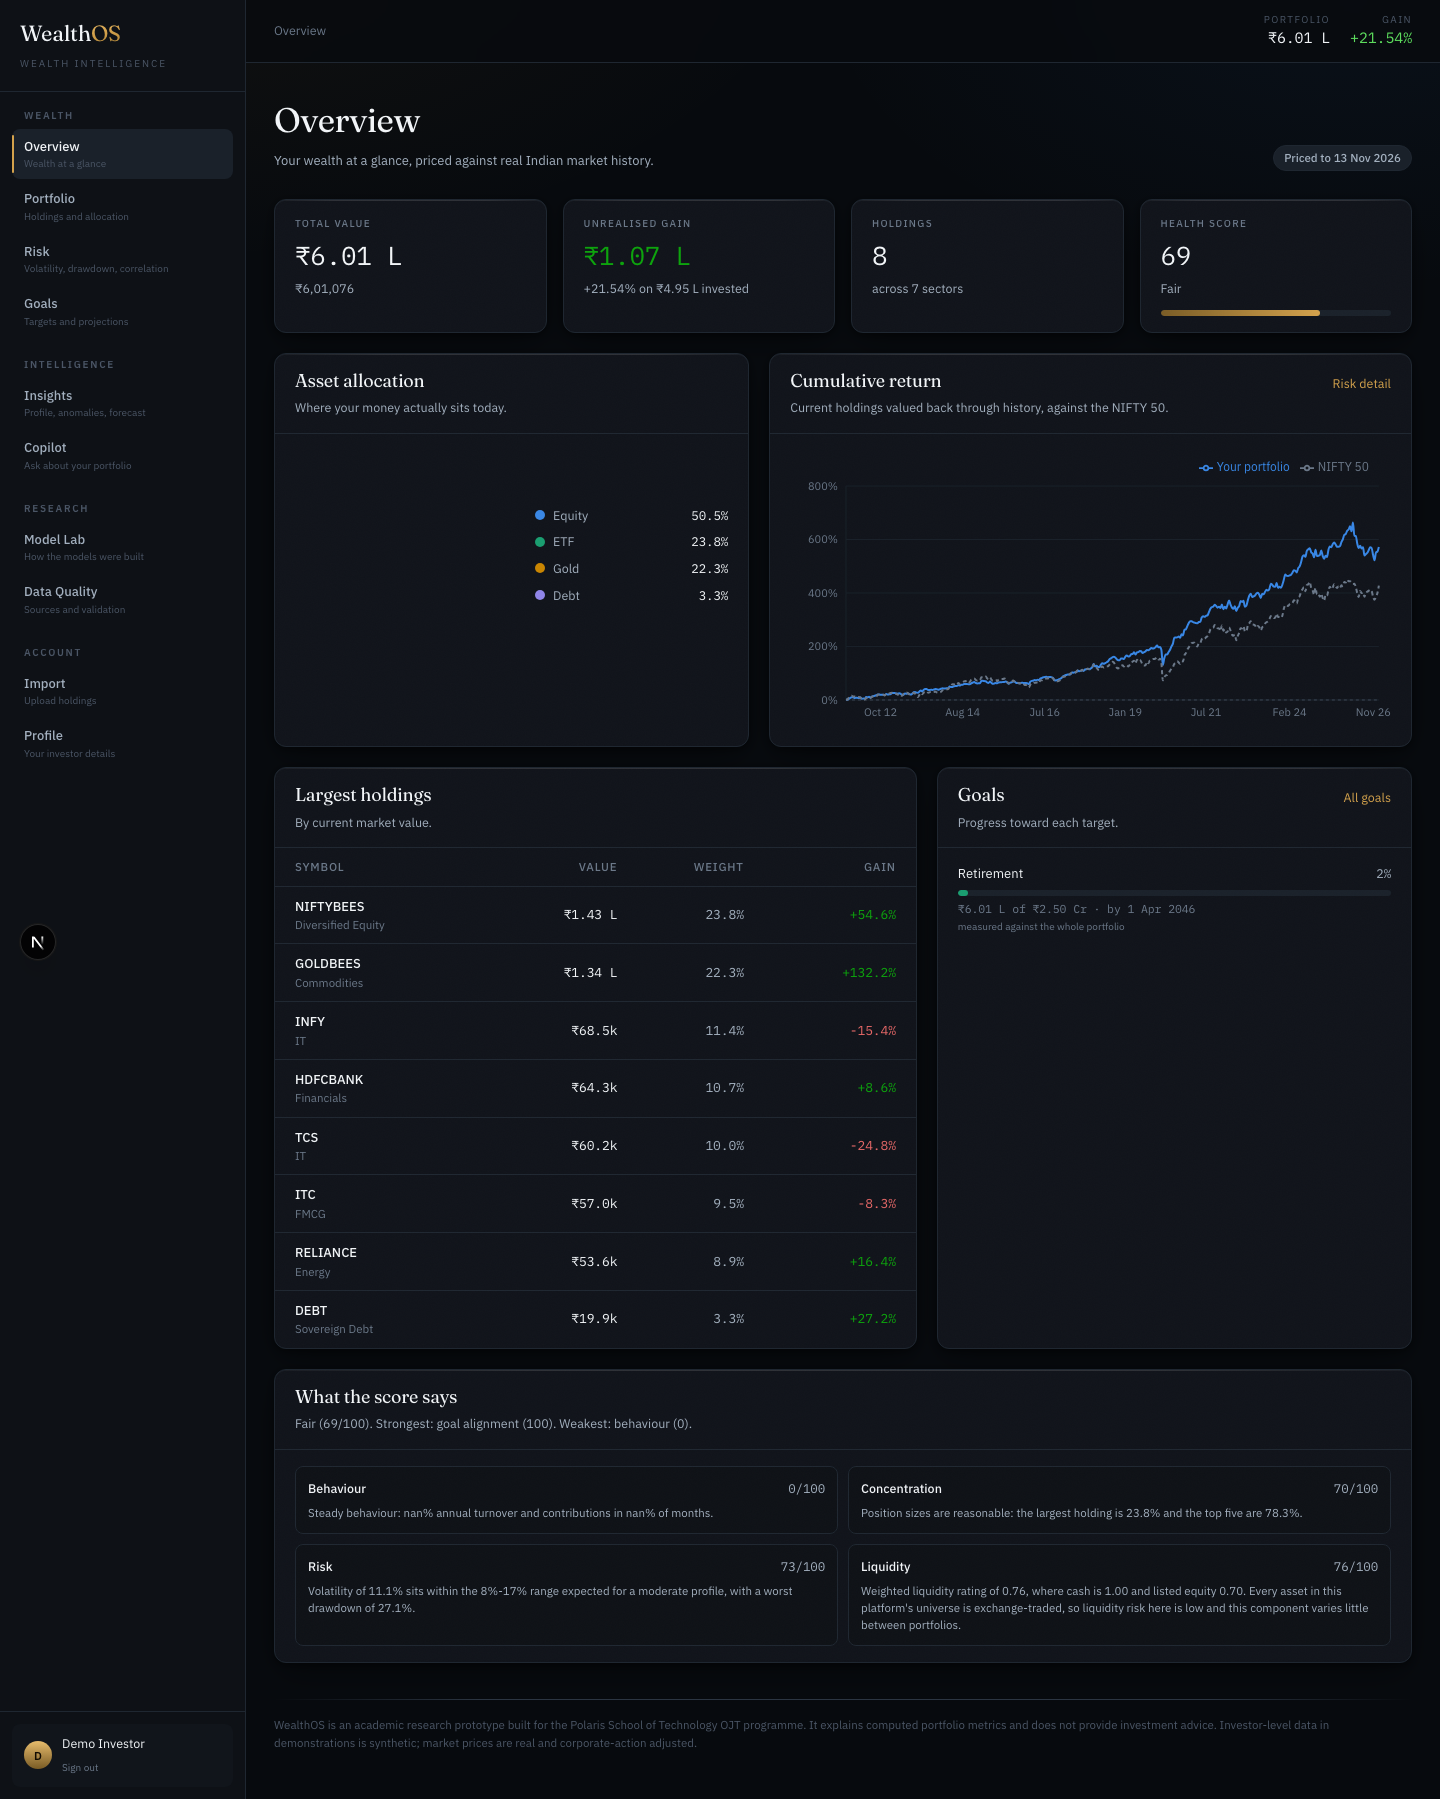 WealthOS
WEALTH INTELLIGENCE
WEALTH
Overview
Wealth at a glance
Portfolio
Holdings and allocation
Risk
Volatility, drawdown, correlation
Goals
Targets and projections
INTELLIGENCE
Insights
Profile, anomalies, forecast
Copilot
Ask about your portfolio
RESEARCH
Model Lab
How the models were built
Data Quality
Sources and validation
ACCOUNT
Import
Upload holdings
Profile
Your investor details
N
D
Demo Investor
Sign out
Overview
PORTFOLIO GAIN
₹6.01 L +21.54%
Overview
Your wealth at a glance, priced against real Indian market history.
Priced to 13 Nov 2026
TOTAL VALUE
₹6.01 L
₹6,01,076
UNREALISED GAIN
₹1.07 L
+21.54% on ₹4.95 L invested
HOLDINGS
8
across 7 sectors
HEALTH SCORE
69
Fair
Asset allocation
Where your money actually sits today.
Equity 50.5%
ETF 23.8%
Gold 22.3%
Debt 3.3%
Cumulative return
Risk detail
Current holdings valued back through history, against the NIFTY 50.
Your portfolio NIFTY 50
800%
600%
400%
200%
0%
Oct 12 Aug 14 Jul 16 Jan 19 Jul 21 Feb 24 Nov 26
Largest holdings
By current market value.
SYMBOL VALUE WEIGHT GAIN
NIFTYBEES
Diversified Equity
₹1.43 L 23.8% +54.6%
GOLDBEES
Commodities
₹1.34 L 22.3% +132.2%
INFY
IT
₹68.5k 11.4% -15.4%
HDFCBANK
Financials
₹64.3k 10.7% +8.6%
TCS
IT
₹60.2k 10.0% -24.8%
ITC
FMCG
₹57.0k 9.5% -8.3%
RELIANCE
Energy
₹53.6k 8.9% +16.4%
DEBT
Sovereign Debt
₹19.9k 3.3% +27.2%
Goals
All goals
Progress toward each target.
Retirement 2%
₹6.01 L of ₹2.50 Cr · by 1 Apr 2046
measured against the whole portfolio
What the score says
Fair (69/100). Strongest: goal alignment (100). Weakest: behaviour (0).
Behaviour 0/100
Steady behaviour: nan% annual turnover and contributions in nan% of months.
Concentration 70/100
Position sizes are reasonable: the largest holding is 23.8% and the top five are 78.3%.
Risk 73/100
Volatility of 11.1% sits within the 8%-17% range expected for a moderate profile, with a worst
drawdown of 27.1%.
Liquidity 76/100
Weighted liquidity rating of 0.76, where cash is 1.00 and listed equity 0.70. Every asset in this
platform's universe is exchange-traded, so liquidity risk here is low and this component varies little
between portfolios.
WealthOS is an academic research prototype built for the Polaris School of Technology OJT programme. It explains computed portfolio metrics and does not provide investment advice. Investor-level data in
demonstrations is synthetic; market prices are real and corporate-action adjusted.